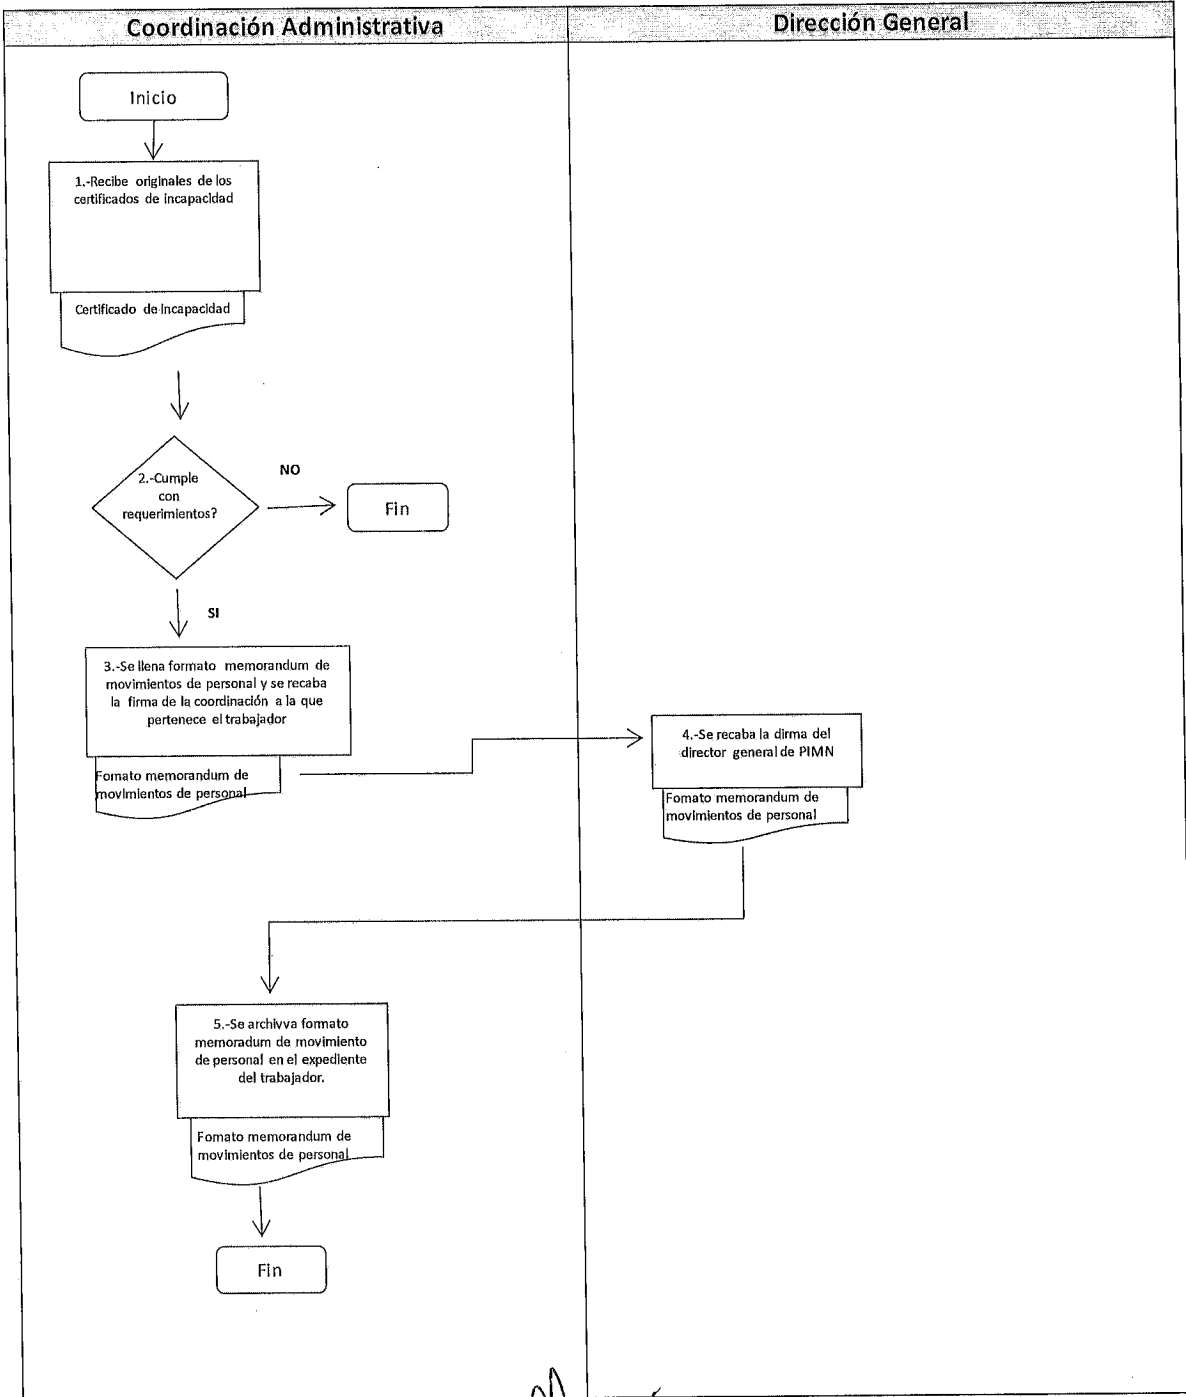 Coordinación Administrativa
Dirección General
Inicio
1.-Recibe originales de los
certificados de incapacidad
Certificado de incapacidad
2.-Cumple
con
requerimientos?
NO
Fin
SI
3.-Se llena formato memorandum de
movimientos de personal y se recaba
la firma de la coordinación a la que
pertenece el trabajador
Fomato memorandum de
movimientos de personal
4.-Se recaba la dirma del
director general de PIMN
Fomato memorandum de
movimientos de personal
5.-Se archivva formato
memoradum de movimiento
de personal en el expediente
del trabajador.
Fomato memorandum de
movimientos de personal
Fin